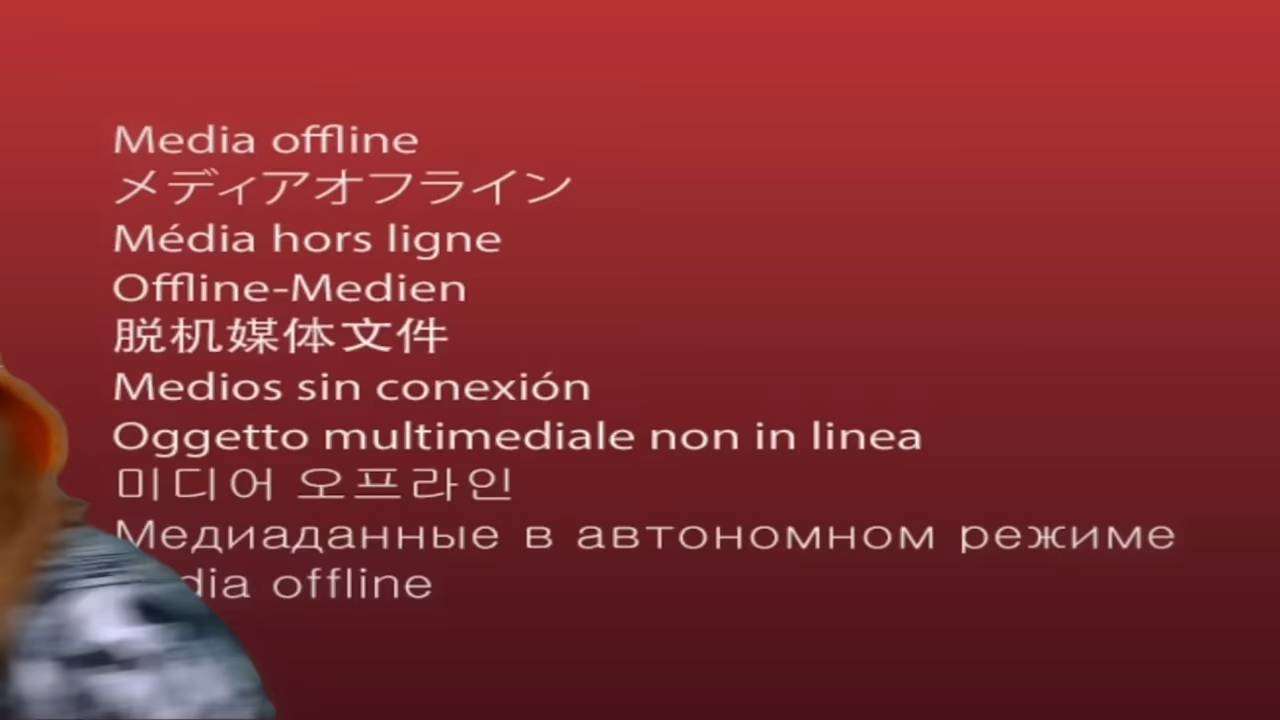 Media offline
メディアオフライン
Média hors ligne
Offline-Medien
脱机媒体文件
Medios sin conexión
Oggetto multimediale non in linea
미디어 오프라인
Медиаданные в автономном режиме
dia offline